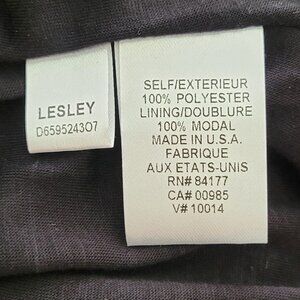 LESLEY
D659524307
SELF/EXTERIEUR
100% POLYESTER
LINING/DOUBLURE
100% MODAL
MADE IN U.S.A.
FABRIQUE
AUX ETATS-UNIS
RN# 84177
CA# 00985
V# 10014